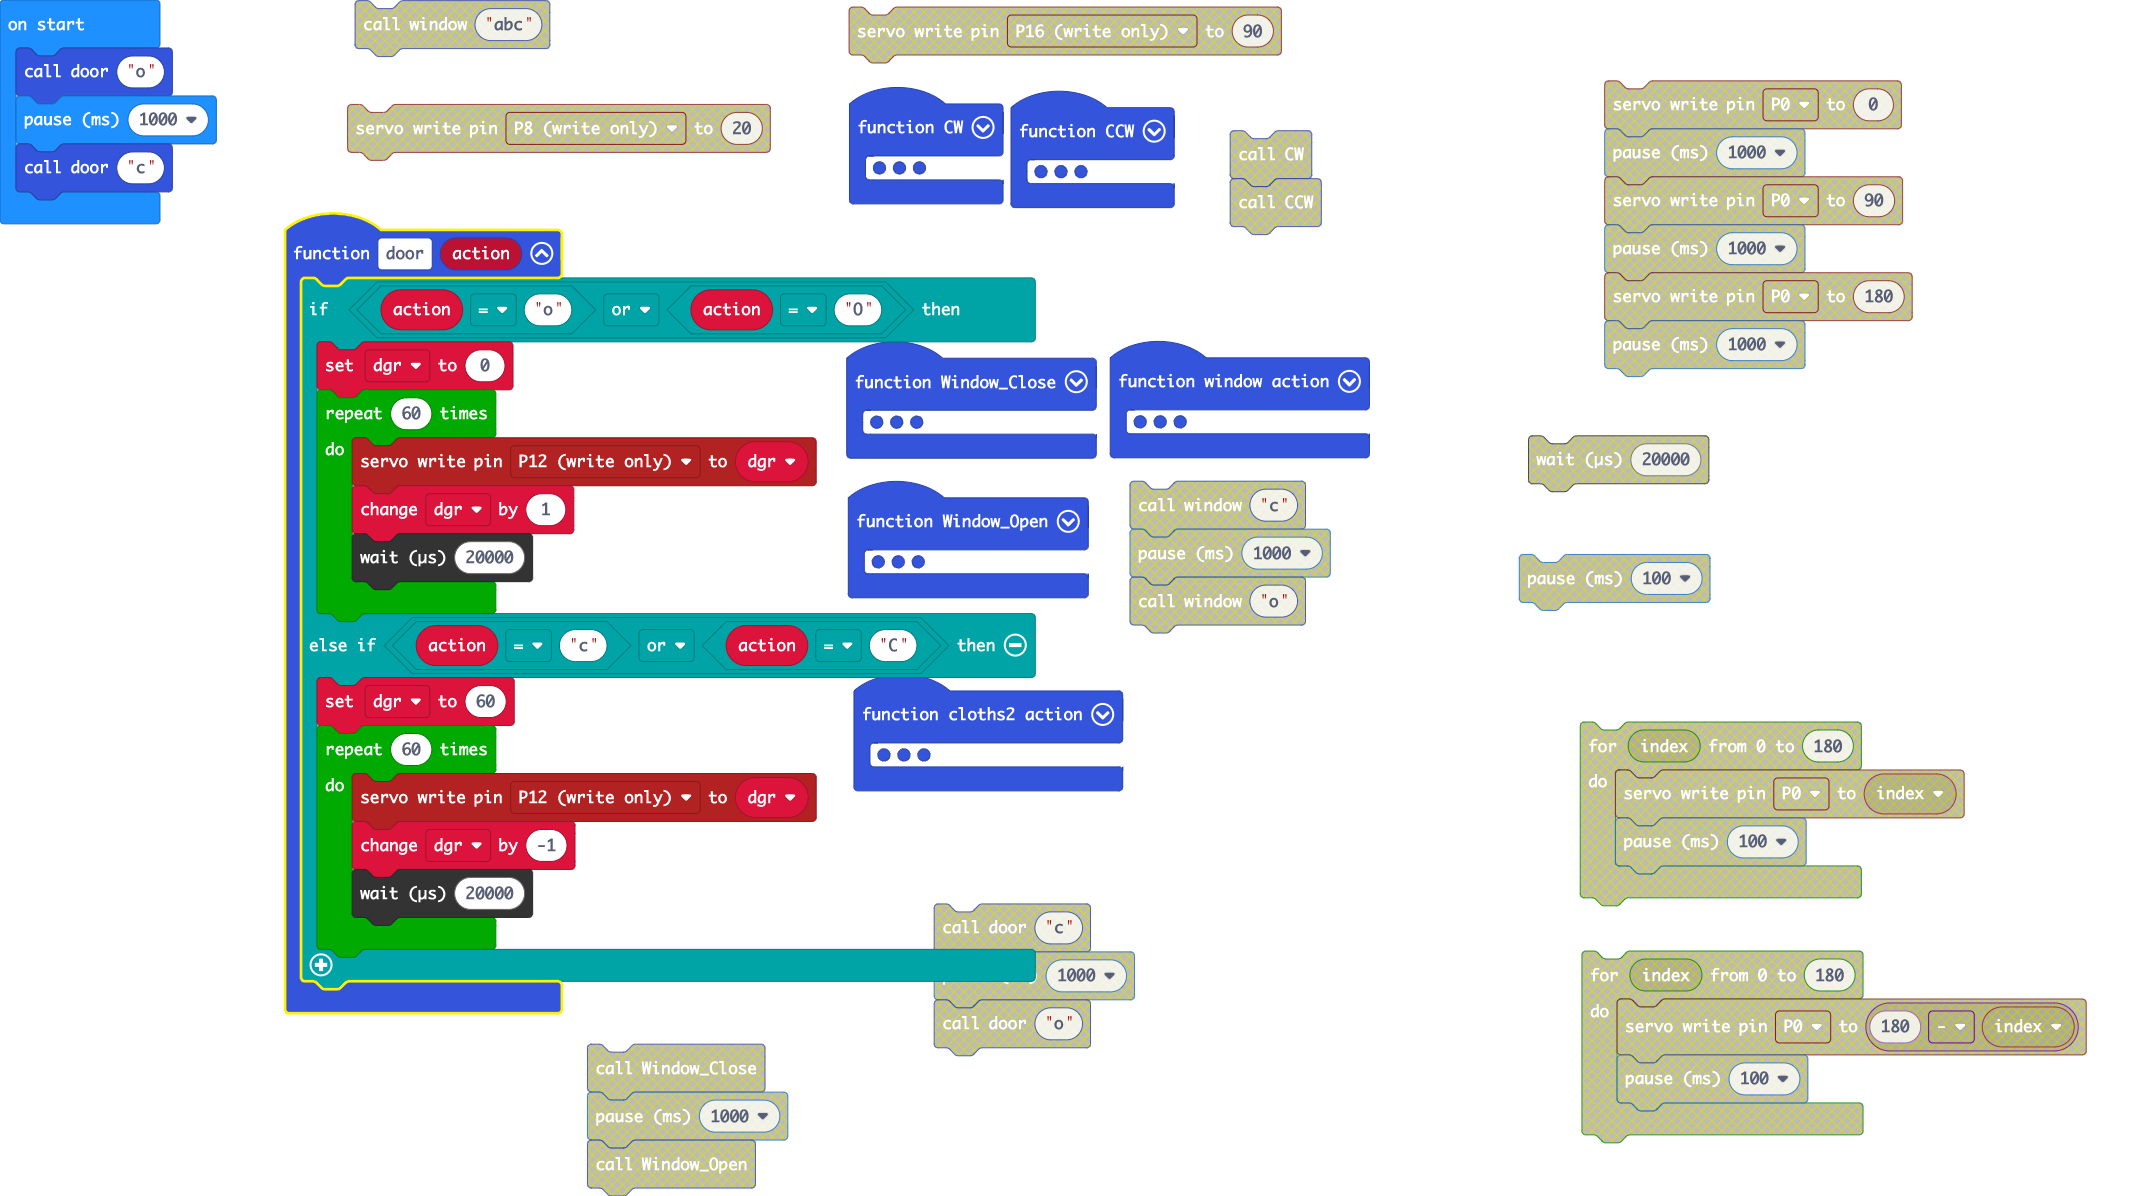 on start
call door "o"
pause (ms) 1000
call door "c"
call window "abc"
servo write pin P8 (write only) to 20
servo write pin P16 (write only) to 90
function CW
function CCW
call CW
call CCW
servo write pin P0 to 0
pause (ms) 1000
servo write pin P0 to 90
pause (ms) 1000
servo write pin P0 to 180
pause (ms) 1000
function door action
if action = "o" or action = "O" then
set dgr to 0
repeat 60 times
do servo write pin P12 (write only) to dgr
change dgr by 1
wait (µs) 20000
else if action = "c" or action = "C" then
set dgr to 60
repeat 60 times
do servo write pin P12 (write only) to dgr
change dgr by -1
wait (µs) 20000
function Window_Close
function window action
function Window_Open
call window "c"
pause (ms) 1000
call window "o"
function cloths2 action
wait (µs) 20000
pause (ms) 100
for index from 0 to 180
do servo write pin P0 to index
pause (ms) 100
call door "c"
1000
call door "o"
for index from 0 to 180
do servo write pin P0 to 180 - index
pause (ms) 100
call Window_Close
pause (ms) 1000
call Window_Open